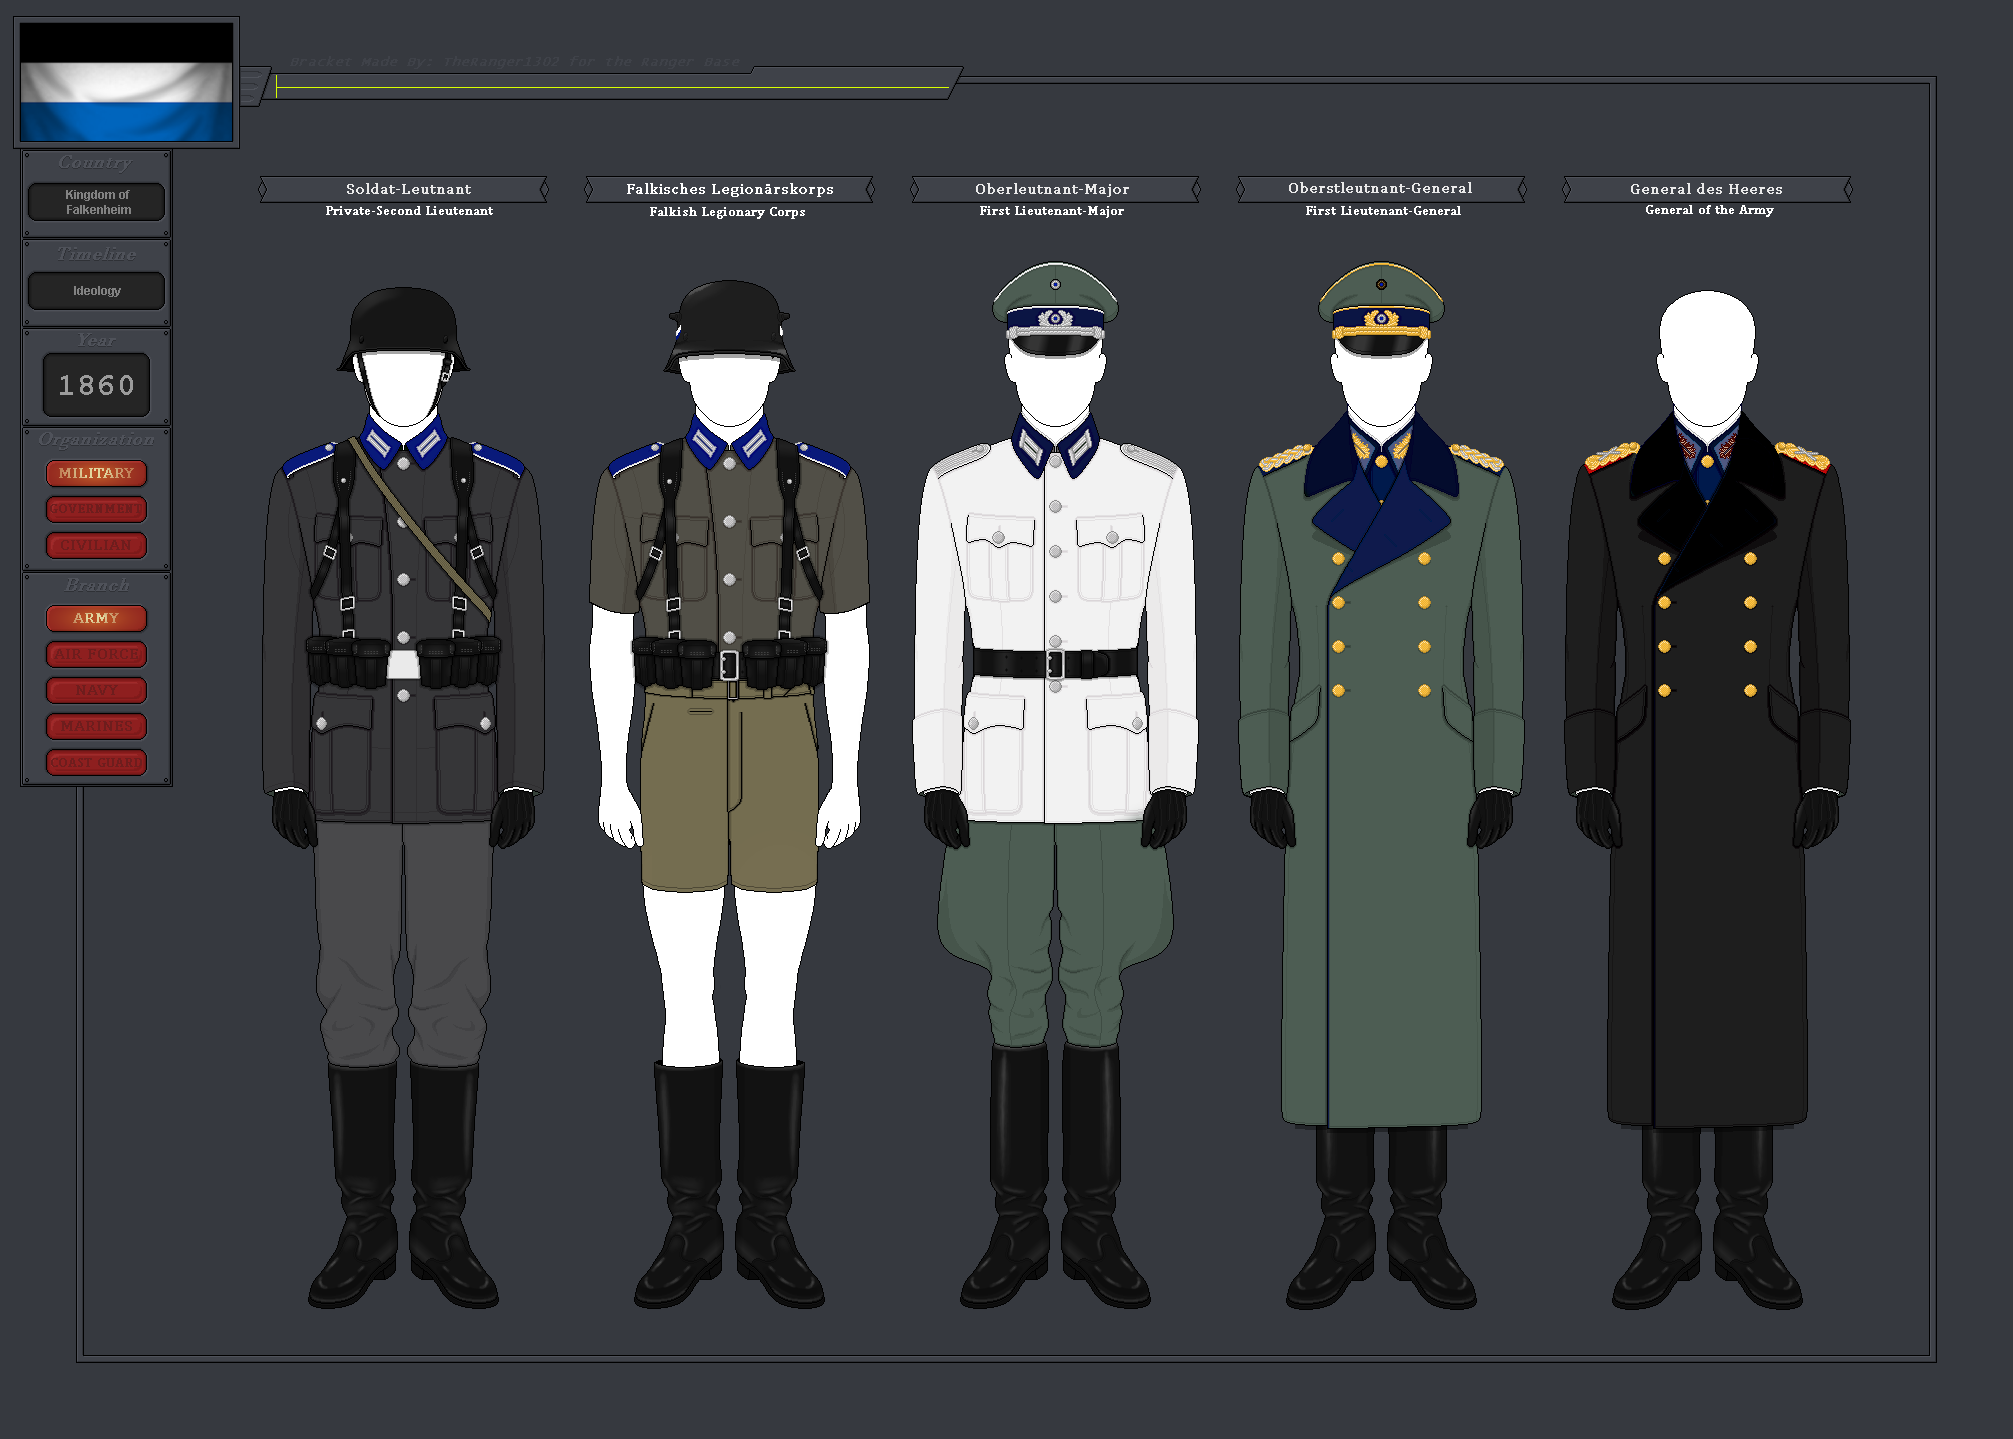 Bracket Made By: TheRanger1302 for the Ranger Base
Country
Kingdom of
Falkenheim
Timeline
Ideology
Year
1860
Organization
MILITARY
GOVERNMENT
CIVILIAN
Branch
ARMY
AIR FORCE
NAVY
MARINES
COAST GUARD
Soldat-Leutnant
Private-Second Lieutenant
Falkisches Legionärskorps
Falkish Legionary Corps
Oberleutnant-Major
First Lieutenant-Major
Oberstleutnant-General
First Lieutenant-General
General des Heeres
General of the Army